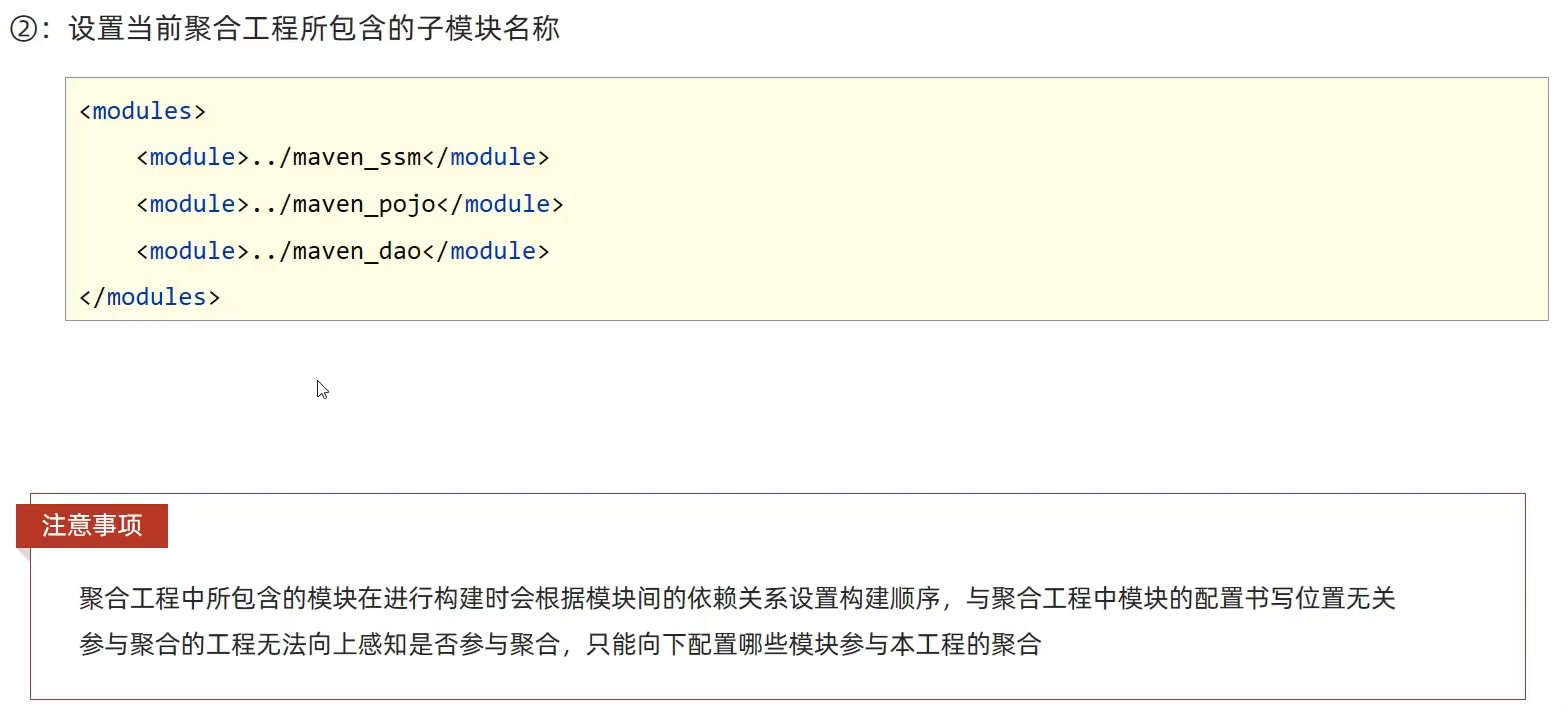 ②：设置当前聚合工程所包含的子模块名称
<modules>
    <module>../maven_ssm</module>
    <module>../maven_pojo</module>
    <module>../maven_dao</module>
</modules>
注意事项
聚合工程中所包含的模块在进行构建时会根据模块间的依赖关系设置构建顺序，与聚合工程中模块的配置书写位置无关
参与聚合的工程无法向上感知是否参与聚合，只能向下配置哪些模块参与本工程的聚合